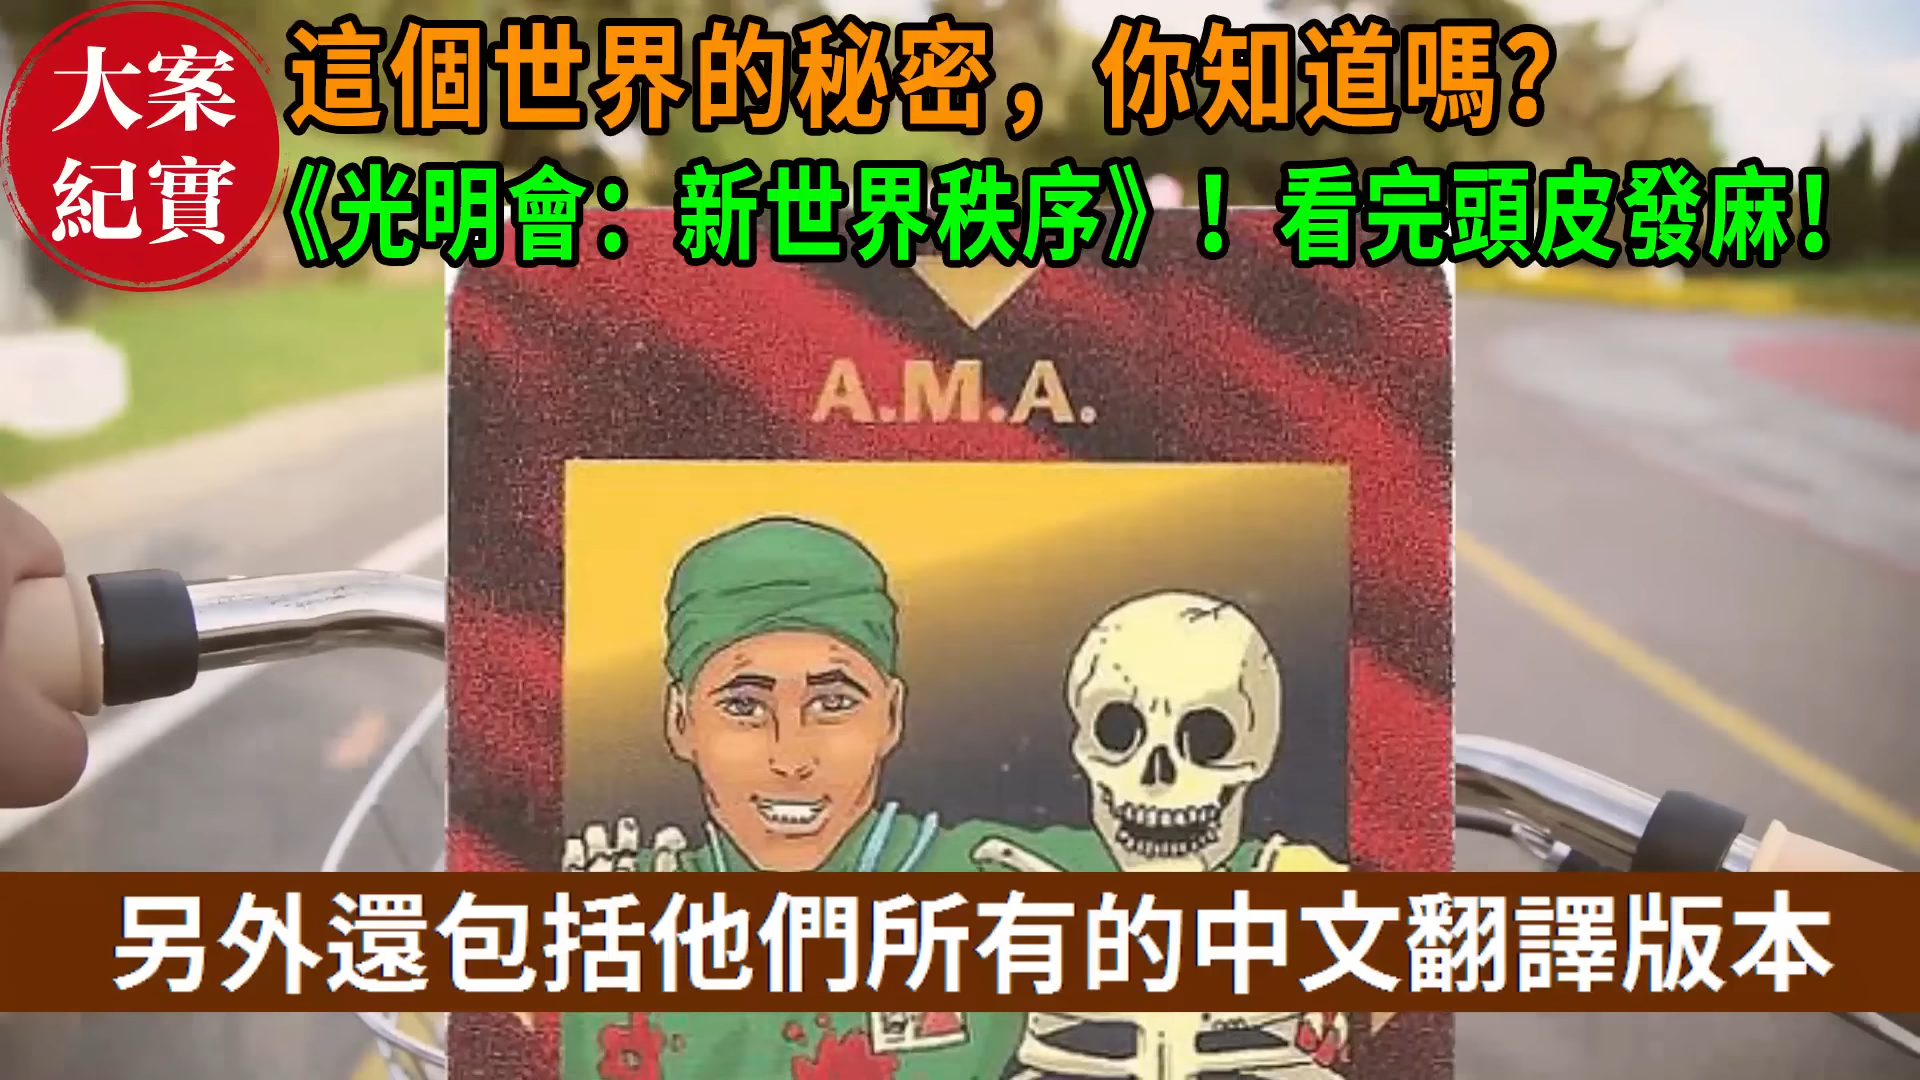 大案
紀實
這個世界的秘密，你知道嗎？
《光明會：新世界秩序》！看完頭皮發麻！
A.M.A.
另外還包括他們所有的中文翻譯版本